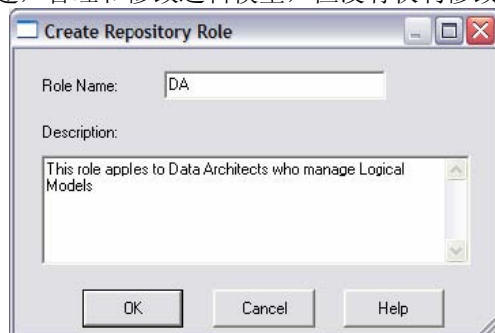 Create Repository Role
Role Name: DA
Description:
This role apples to Data Architects who manage Logical
Models
OK Cancel Help